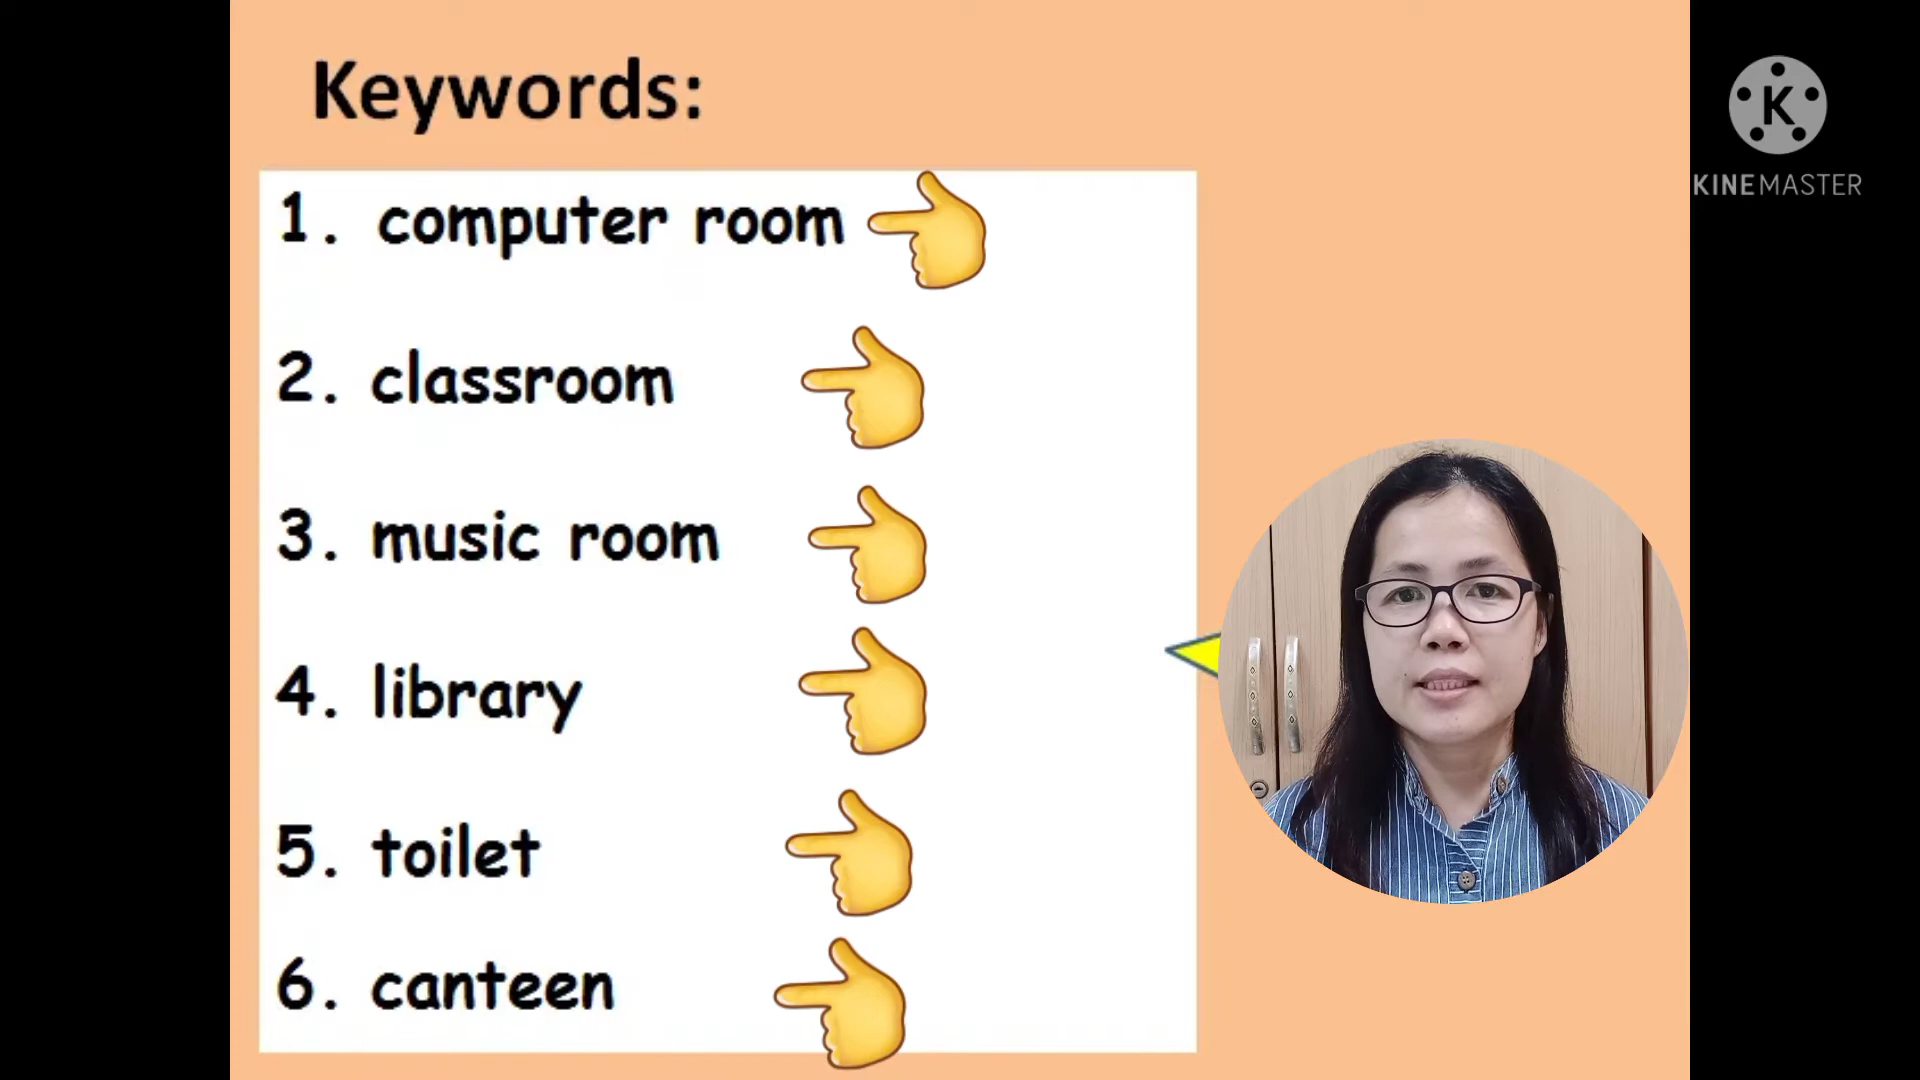 Keywords:
1. computer room
2. classroom
3. music room
4. library
5. toilet
6. canteen
K
KINEMASTER